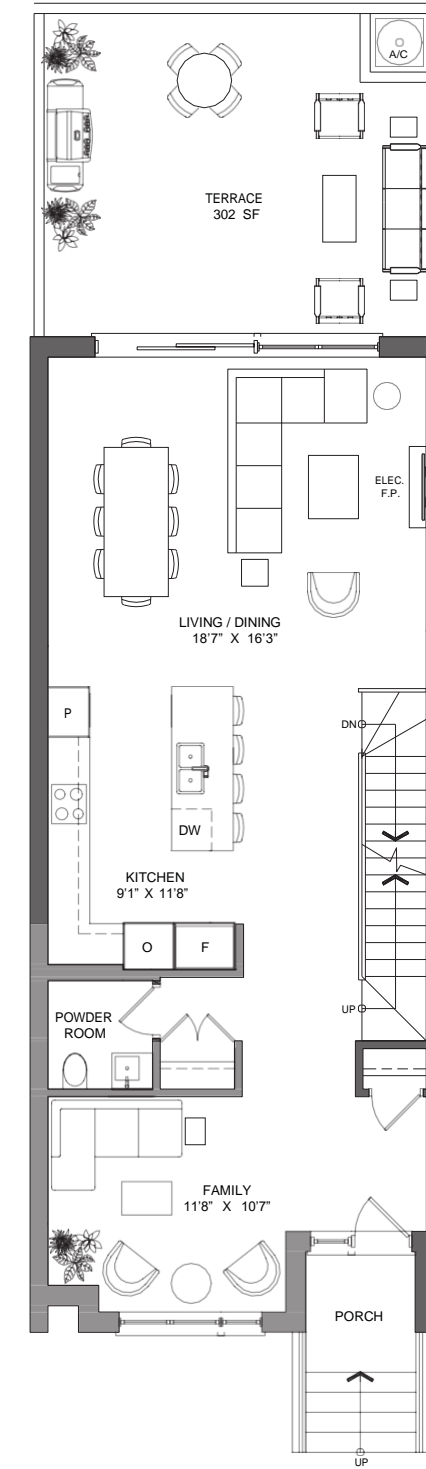 A/C
TERRACE
302 SF
ELEC.
F.P.
LIVING / DINING
18'7" X 16'3"
P
DN
DW
KITCHEN
9'1" X 11'8"
O
F
UP
POWDER
ROOM
FAMILY
11'8" X 10'7"
PORCH
UP